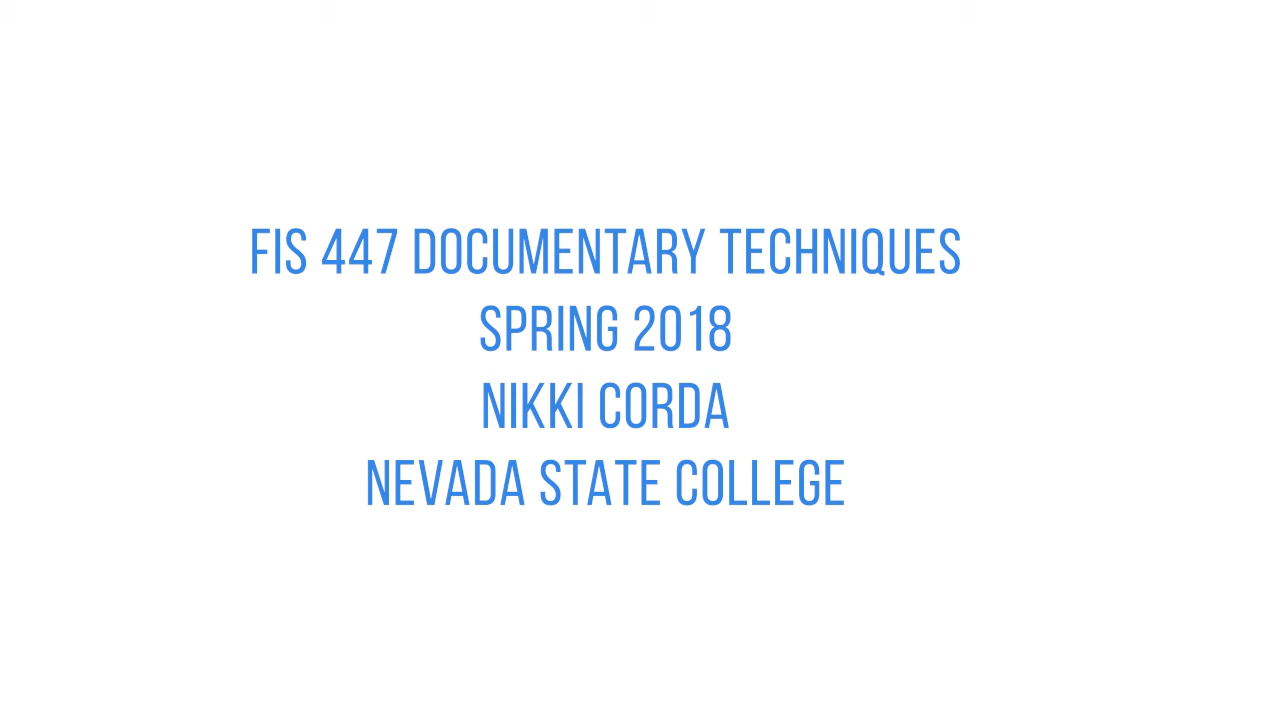 FIS 447 DOCUMENTARY TECHNIQUES
SPRING 2018
NIKKI CORDA
NEVADA STATE COLLEGE